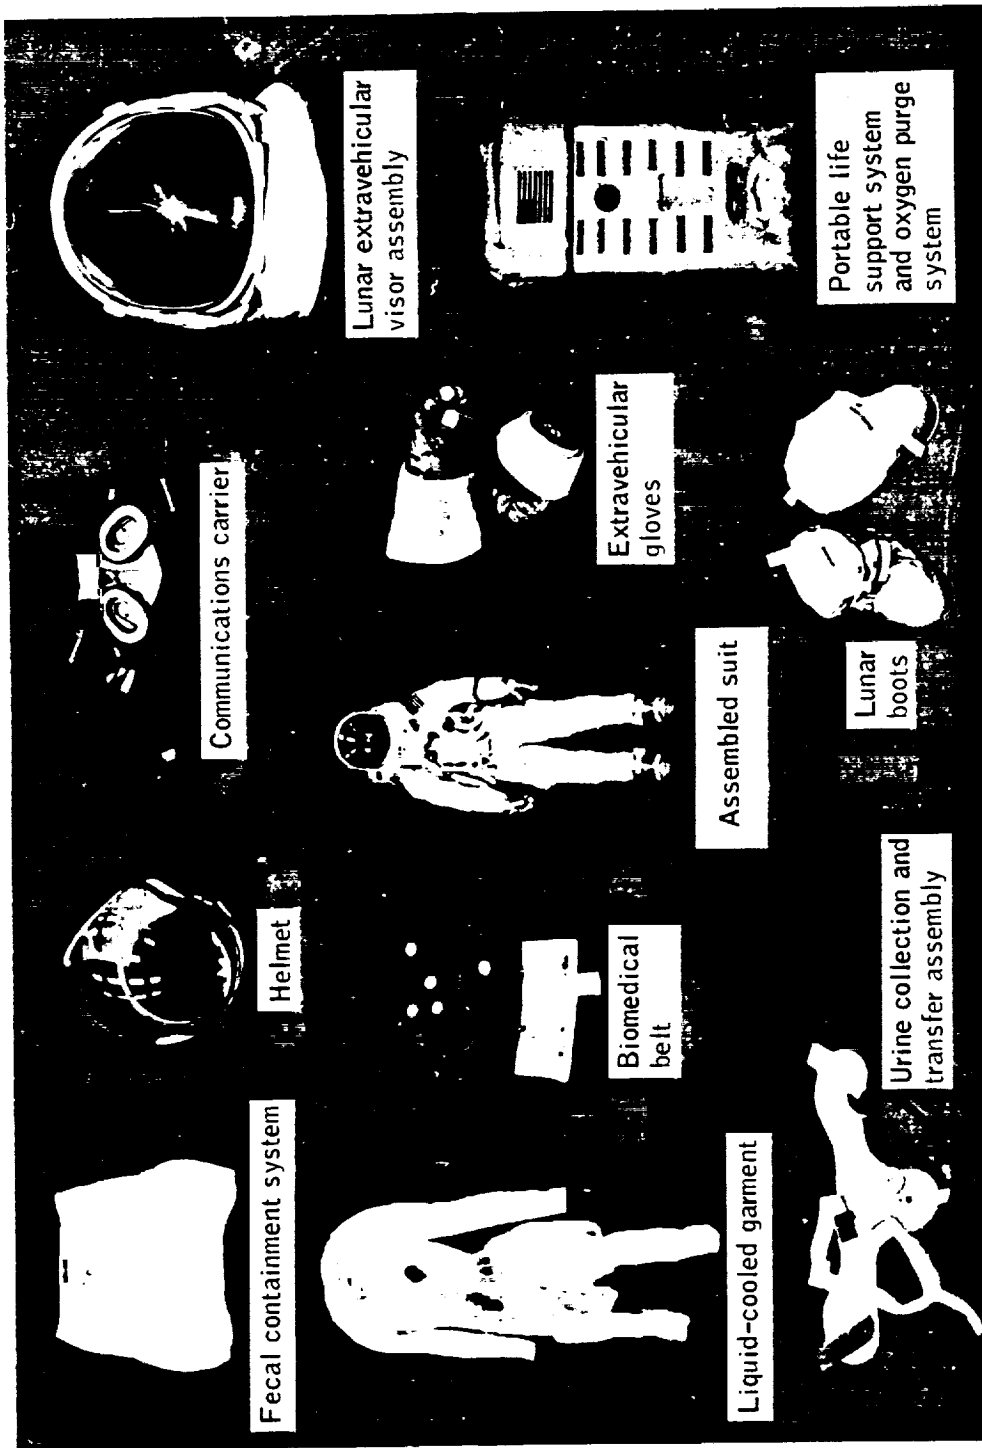 Fecal containment system
Helmet
Communications carrier
Lunar extravehicular
visor assembly
Liquid-cooled garment
Biomedical
belt
Assembled suit
Extravehicular
gloves
Urine collection and
transfer assembly
Lunar
boots
Portable life
support system
and oxygen purge
system